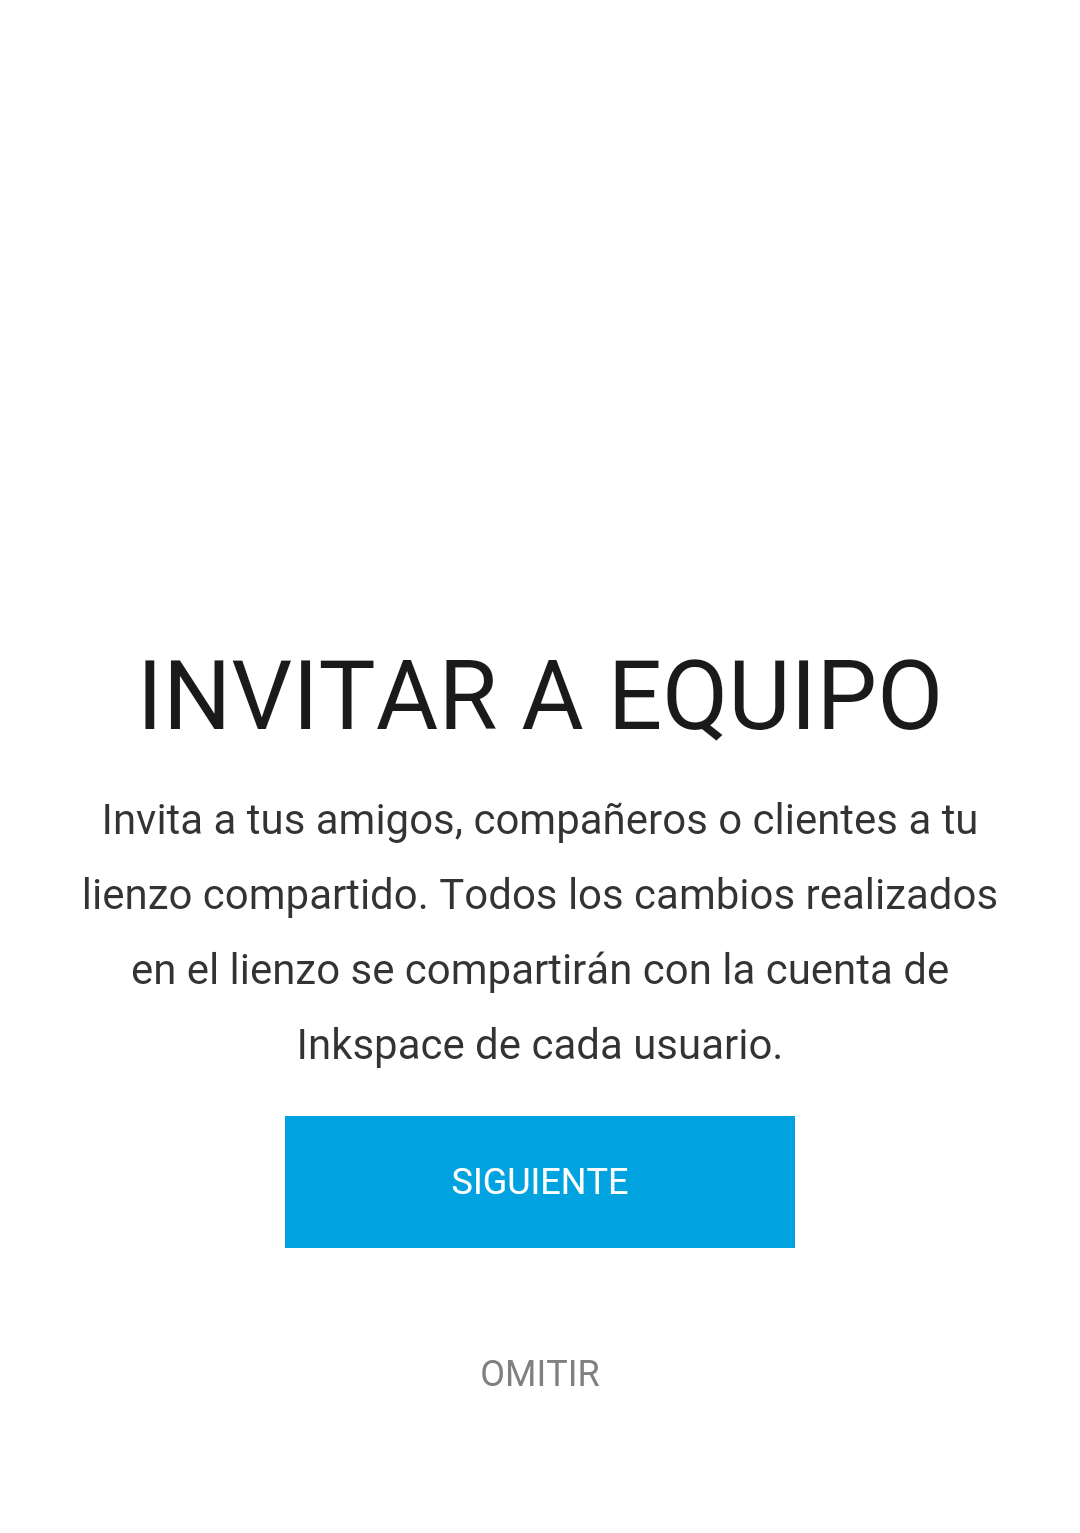 INVITAR A EQUIPO
Invita a tus amigos, compañeros o clientes a tu
lienzo compartido. Todos los cambios realizados
en el lienzo se compartirán con la cuenta de
Inkspace de cada usuario.
SIGUIENTE
OMITIR